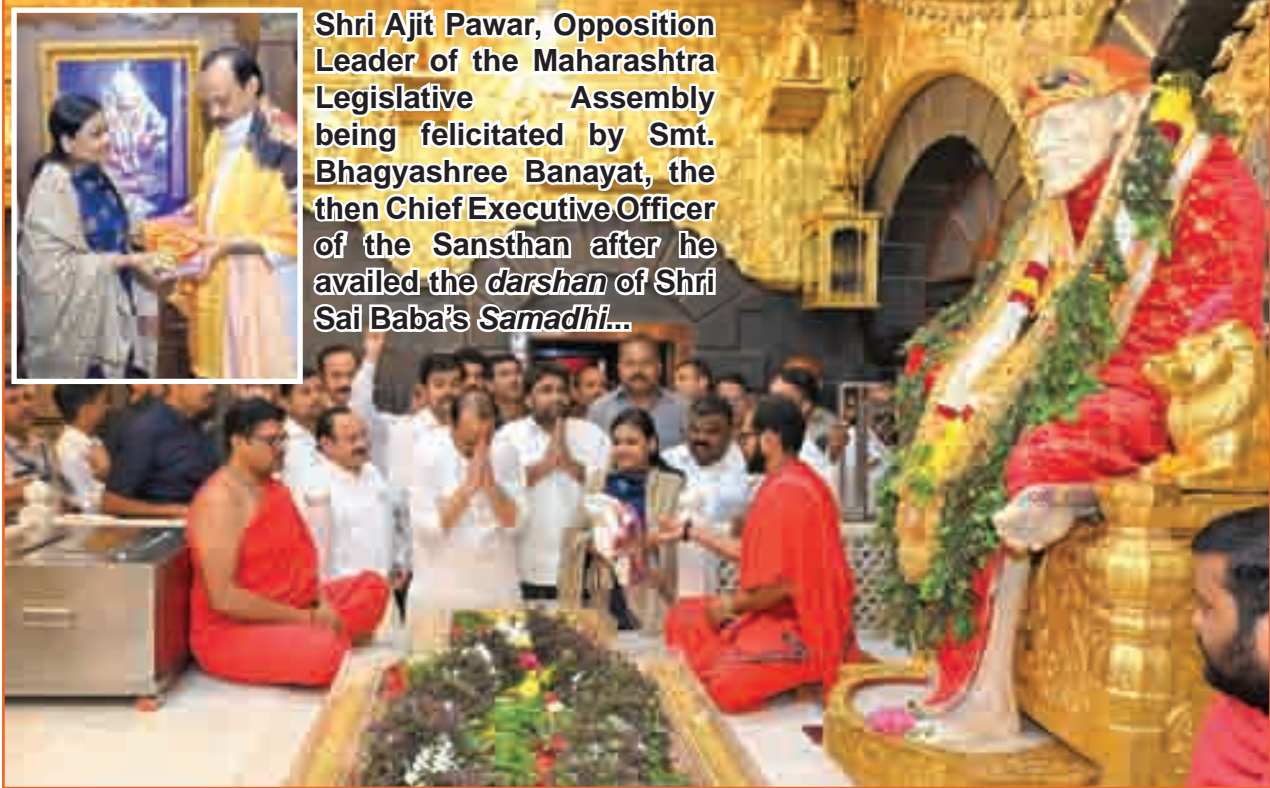 Shri Ajit Pawar, Opposition
Leader of the Maharashtra
Legislative Assembly
being felicitated by Smt.
Bhagyashree Banayat, the
then Chief Executive Officer
of the Sansthan after he
availed the darshan of Shri
Sai Baba's Samadhi...